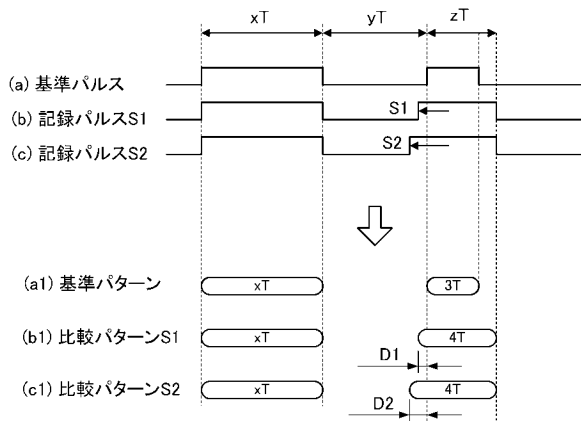 xT yT zT
(a) 基準パルス
(b) 記録パルスS1 S1
(c) 記録パルスS2 S2
(a1) 基準パターン xT 3T
(b1) 比較パターンS1 xT 4T
D1
(c1) 比較パターンS2 xT 4T
D2